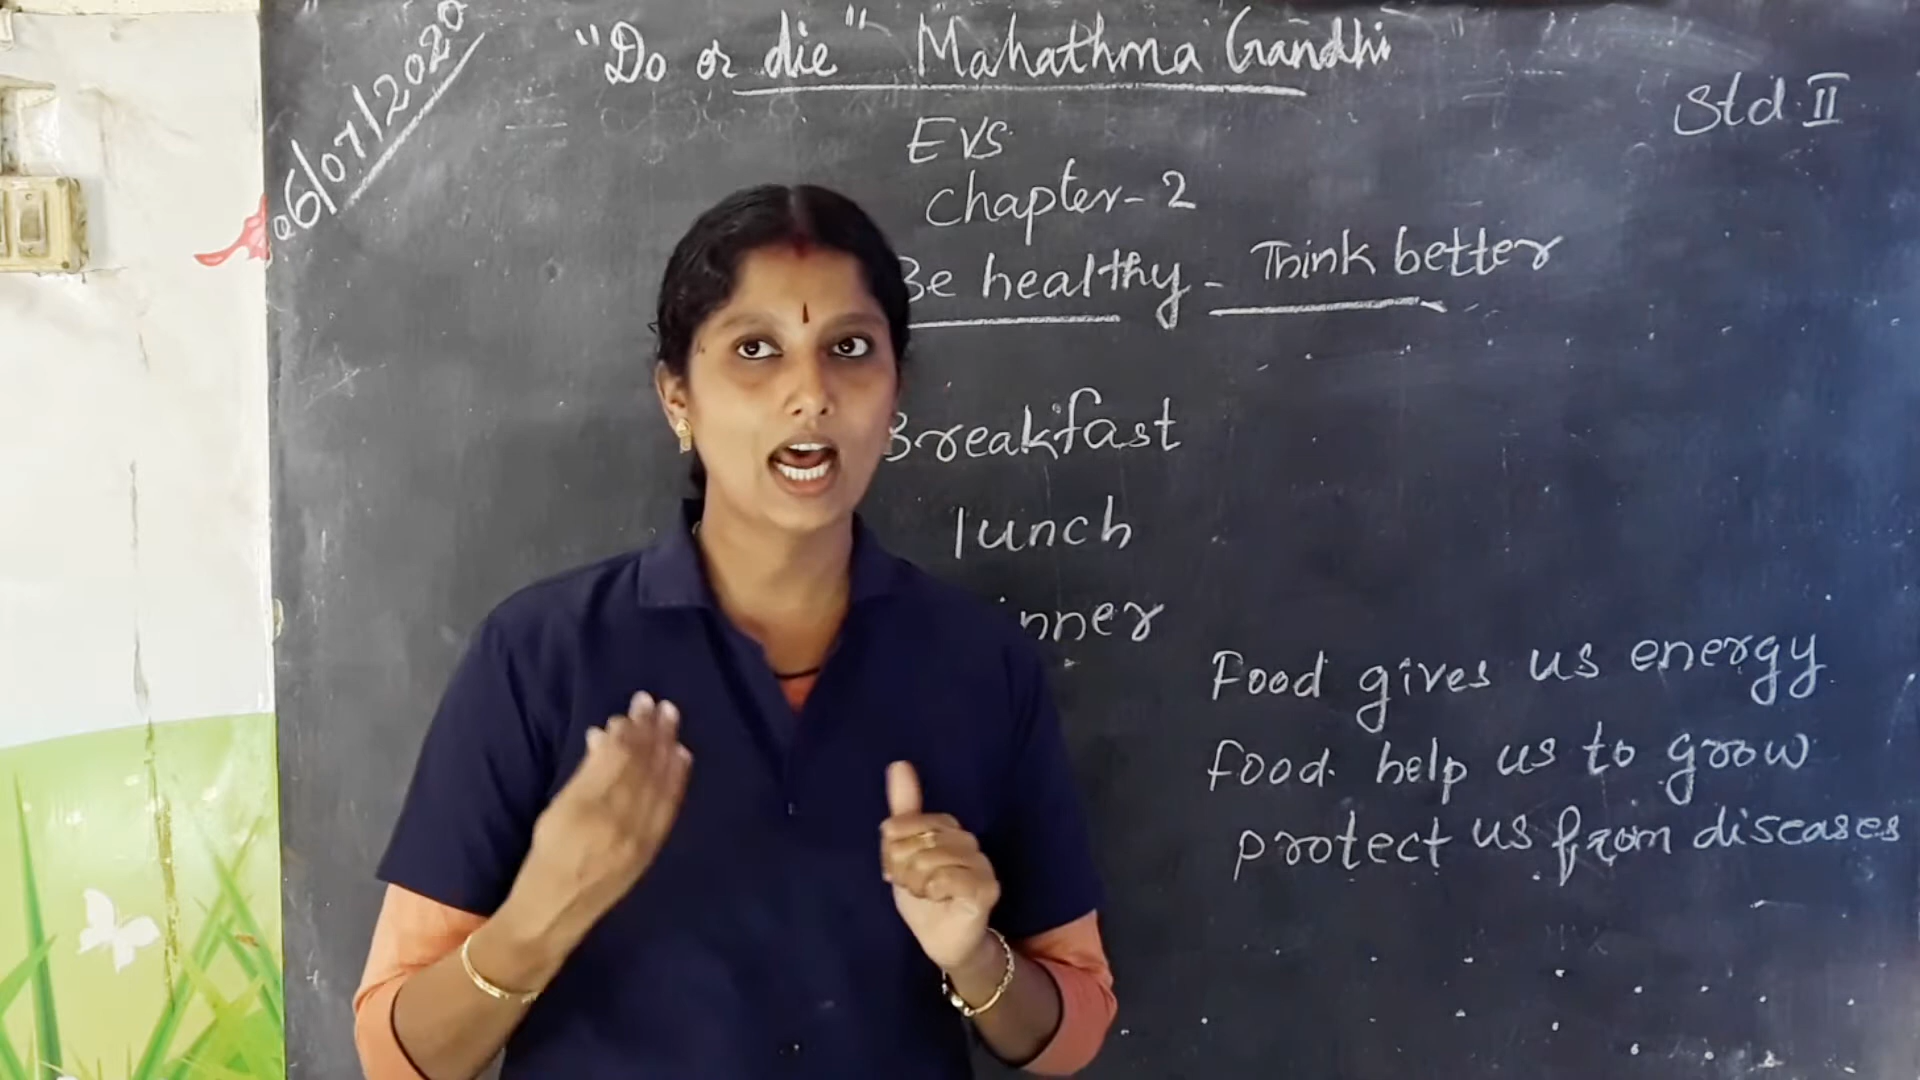 06/07/2020
"Do or die" Mahathma Gandhi
Std II
EVS
Chapter-2
Be healthy - Think better
Breakfast
lunch
inner
Food gives us energy
food help us to grow
protect us from diseases